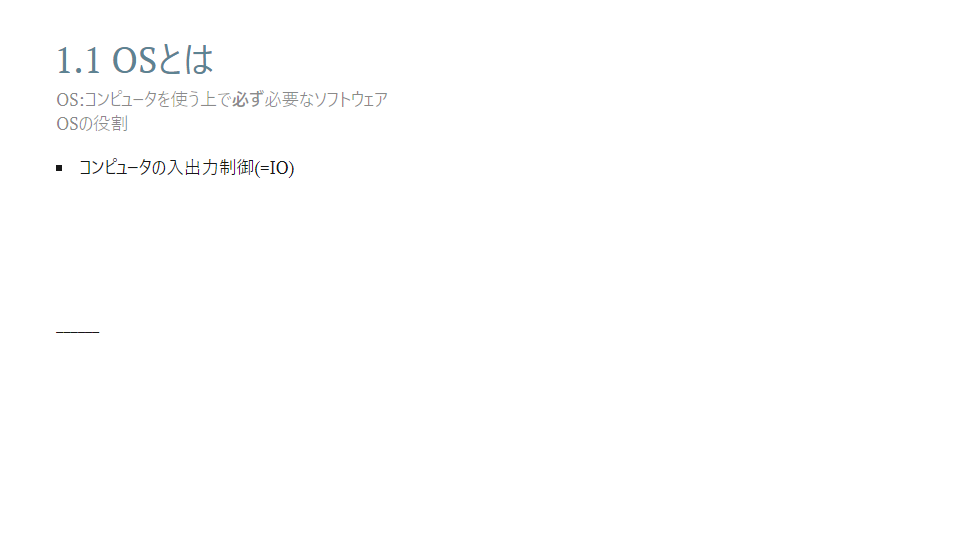 1.1 OSとは
OS:コンピュータを使う上で必ず必要なソフトウェア
OSの役割
▪ コンピュータの入出力制御(=IO)
______